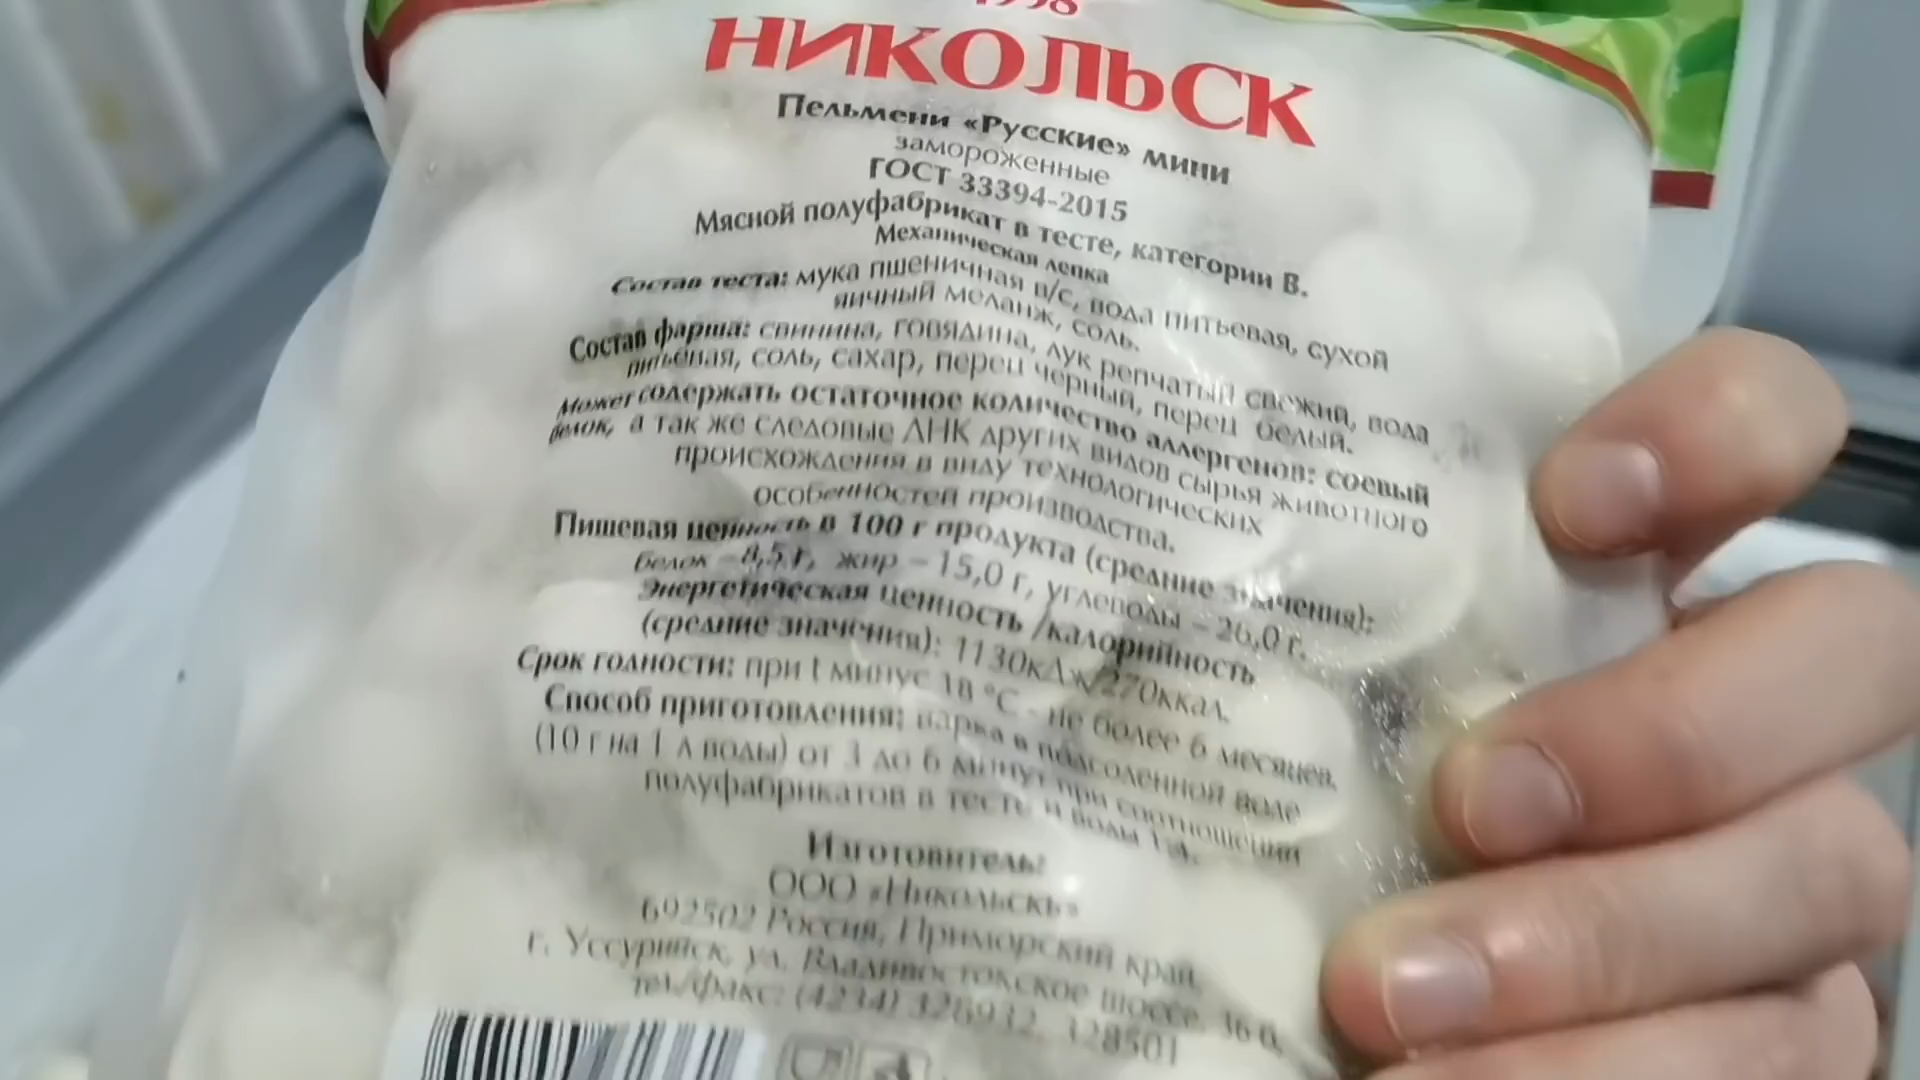 1998
НИКОЛЬСК
Пельмени «Русские» мини
замороженные
ГОСТ 33394-2015
Мясной полуфабрикат в тесте, категории В.
Механическая лепка
Состав теста: мука пшеничная в/с, вода питьевая, сухой
яичный меланж, соль.
Состав фарша: свинина, говядина, лук репчатый свежий, вода
питьевая, соль, сахар, перец черный, перец белый.
Может содержать остаточное количество аллергенов: соевый
белок, а так же следовые ДНК других видов сырья животного
происхождения в виду технологических
особенностей производства.
Пищевая ценность в 100 г продукта (средние значения):
белок – 8,5 г, жир – 15,0 г, углеводы – 26,0 г.
Энергетическая ценность /калорийность
(средние значения): 1130кДж/270ккал.
Срок годности: при t минус 18 °C - не более 6 месяцев.
Способ приготовления: варка в подсоленной воде
(10 г на 1 л воды) от 3 до 6 минут при соотношении
полуфабрикатов в тесте и воды 1:4.
Изготовитель:
ООО «Никольскъ»
692502 Россия, Приморский край,
г. Уссурийск, ул. Владивостокское шоссе,
тел/факс: (4234) 326932, 328501